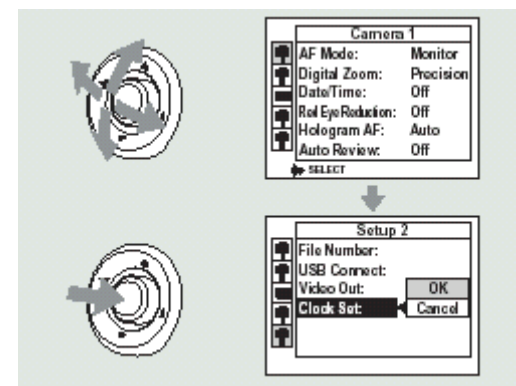 Camera 1
AF Mode: Monitor
Digital Zoom: Precision
Date/Time: Off
Red Eye Reduction: Off
Hologram AF: Auto
Auto Review: Off
SELECT
Setup 2
File Number:
USB Connect:
Video Out: OK
Clock Set: Cancel